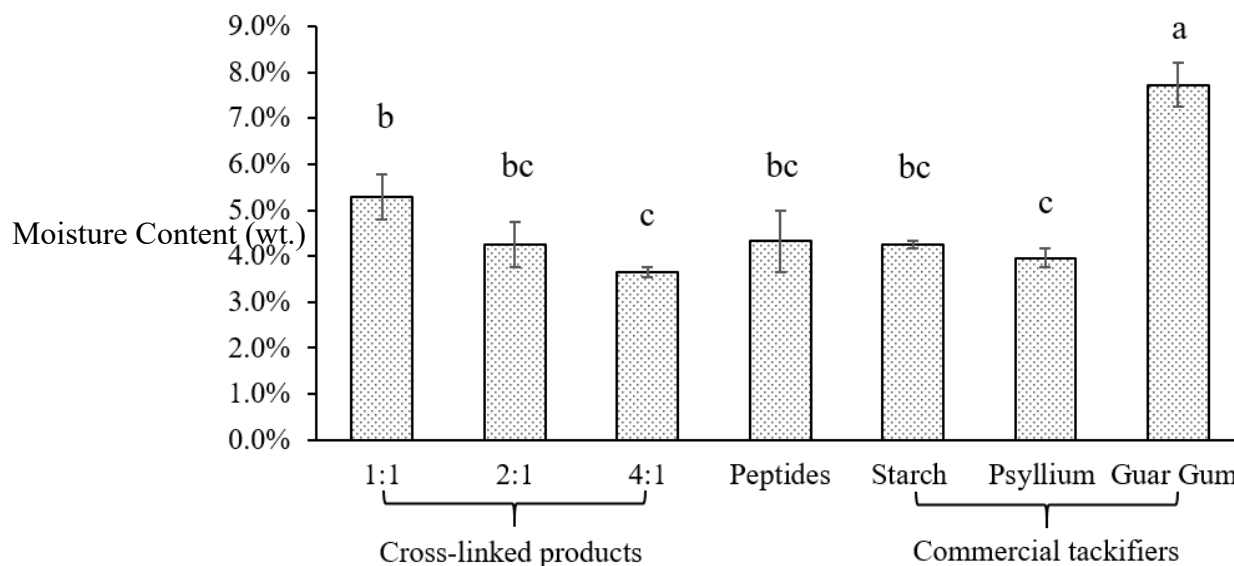 9.0%
8.0%
7.0%
6.0%
5.0%
4.0%
3.0%
2.0%
1.0%
0.0%
Moisture Content (wt.)
b
bc
c
bc
bc
c
a
1:1
2:1
4:1
Peptides
Starch
Psyllium
Guar Gum
Cross-linked products
Commercial tackifiers